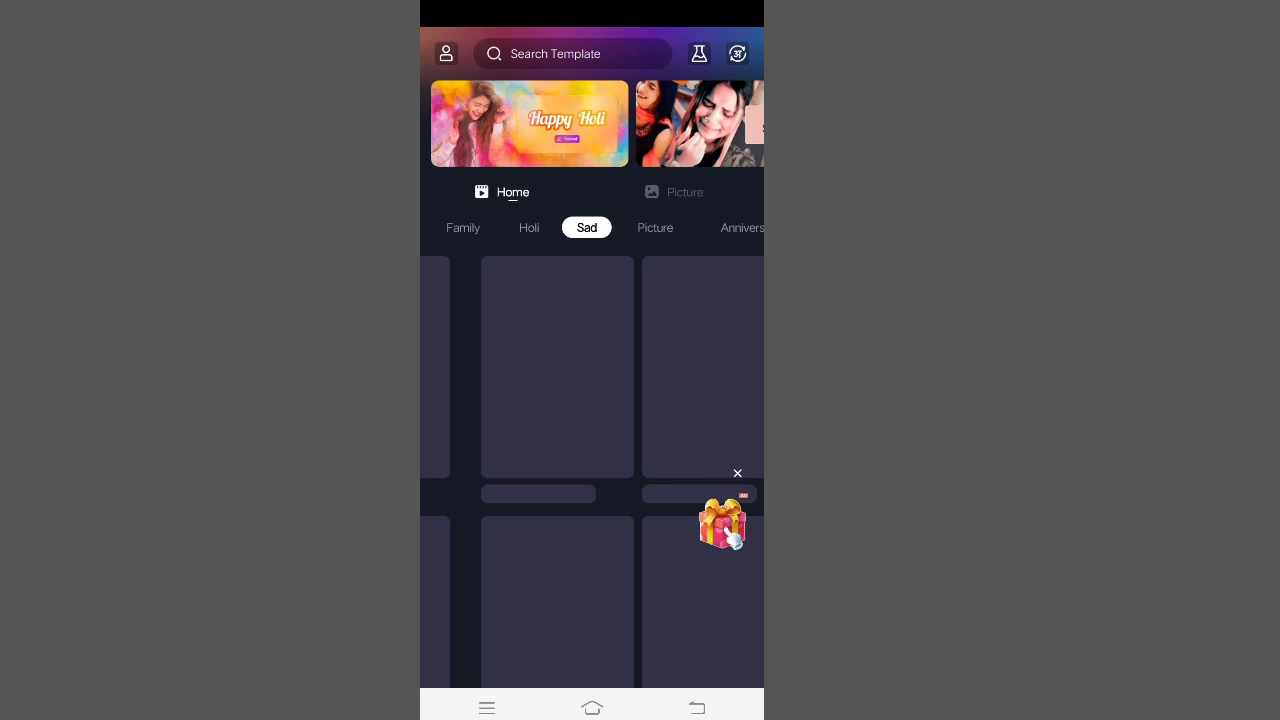 Search Template
अ
Happy Holi
Home
Picture
Family
Holi
Sad
Picture
Annivers